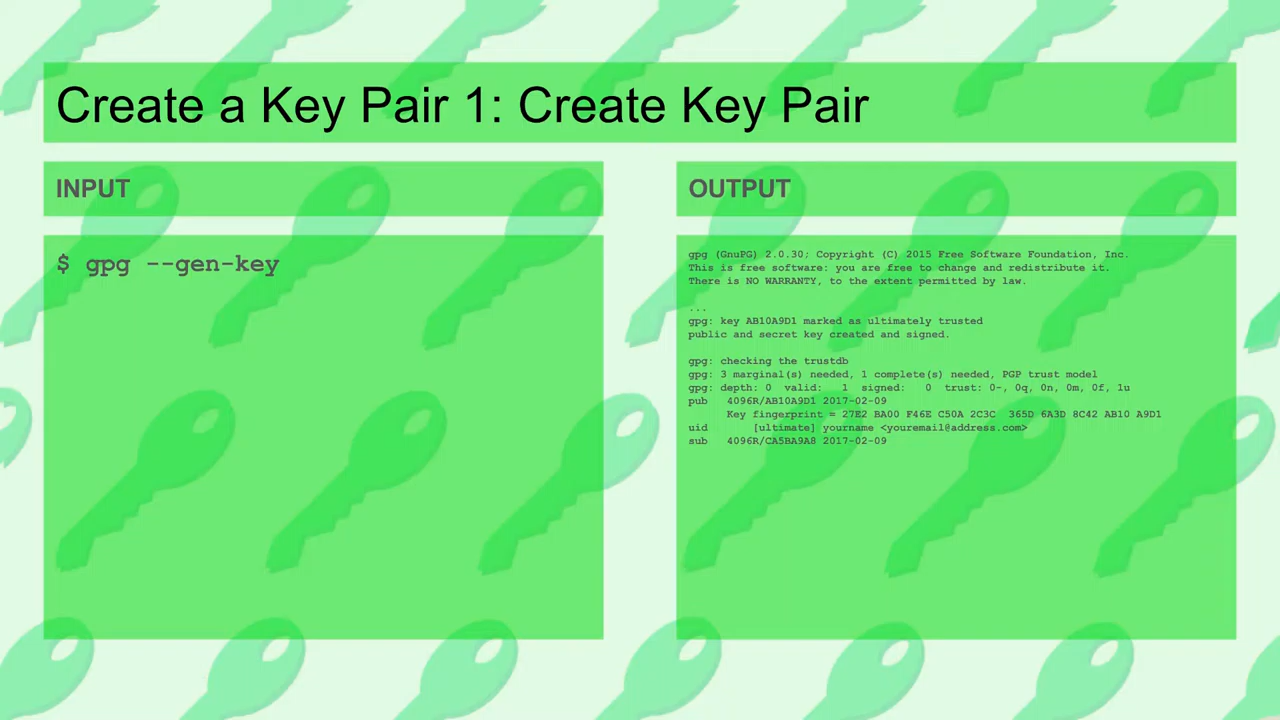 Create a Key Pair 1: Create Key Pair
INPUT
$ gpg --gen-key
OUTPUT
gpg (GnuPG) 2.0.30; Copyright (C) 2015 Free Software Foundation, Inc.
This is free software: you are free to change and redistribute it.
There is NO WARRANTY, to the extent permitted by law.
...
gpg: key AB10A9D1 marked as ultimately trusted
public and secret key created and signed.
gpg: checking the trustdb
gpg: 3 marginal(s) needed, 1 complete(s) needed, PGP trust model
gpg: depth: 0  valid:   1  signed:   0  trust: 0-, 0q, 0n, 0m, 0f, 1u
pub   4096R/AB10A9D1 2017-02-09
      Key fingerprint = 27E2 BA00 F46E C50A 2C3C  365D 6A3D 8C42 AB10 A9D1
uid       [ultimate] yourname <youremail@address.com>
sub   4096R/CA5BA9A8 2017-02-09